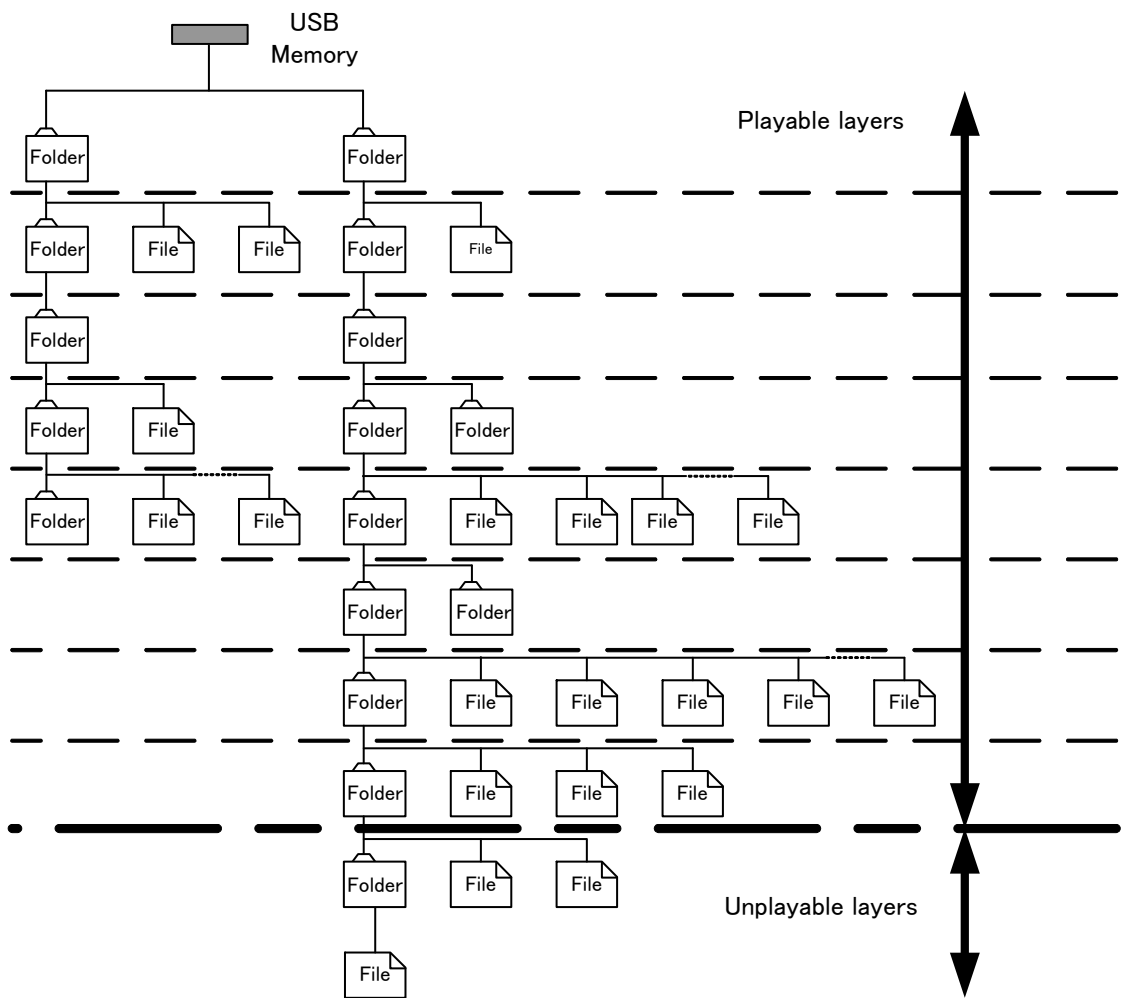 USB
Memory
Playable layers
Folder Folder
Folder File File Folder File
Folder Folder
Folder File Folder Folder
Folder File File Folder File File File File
Folder Folder
Folder File File File File File
Folder File File File
Folder File File
Unplayable layers
File